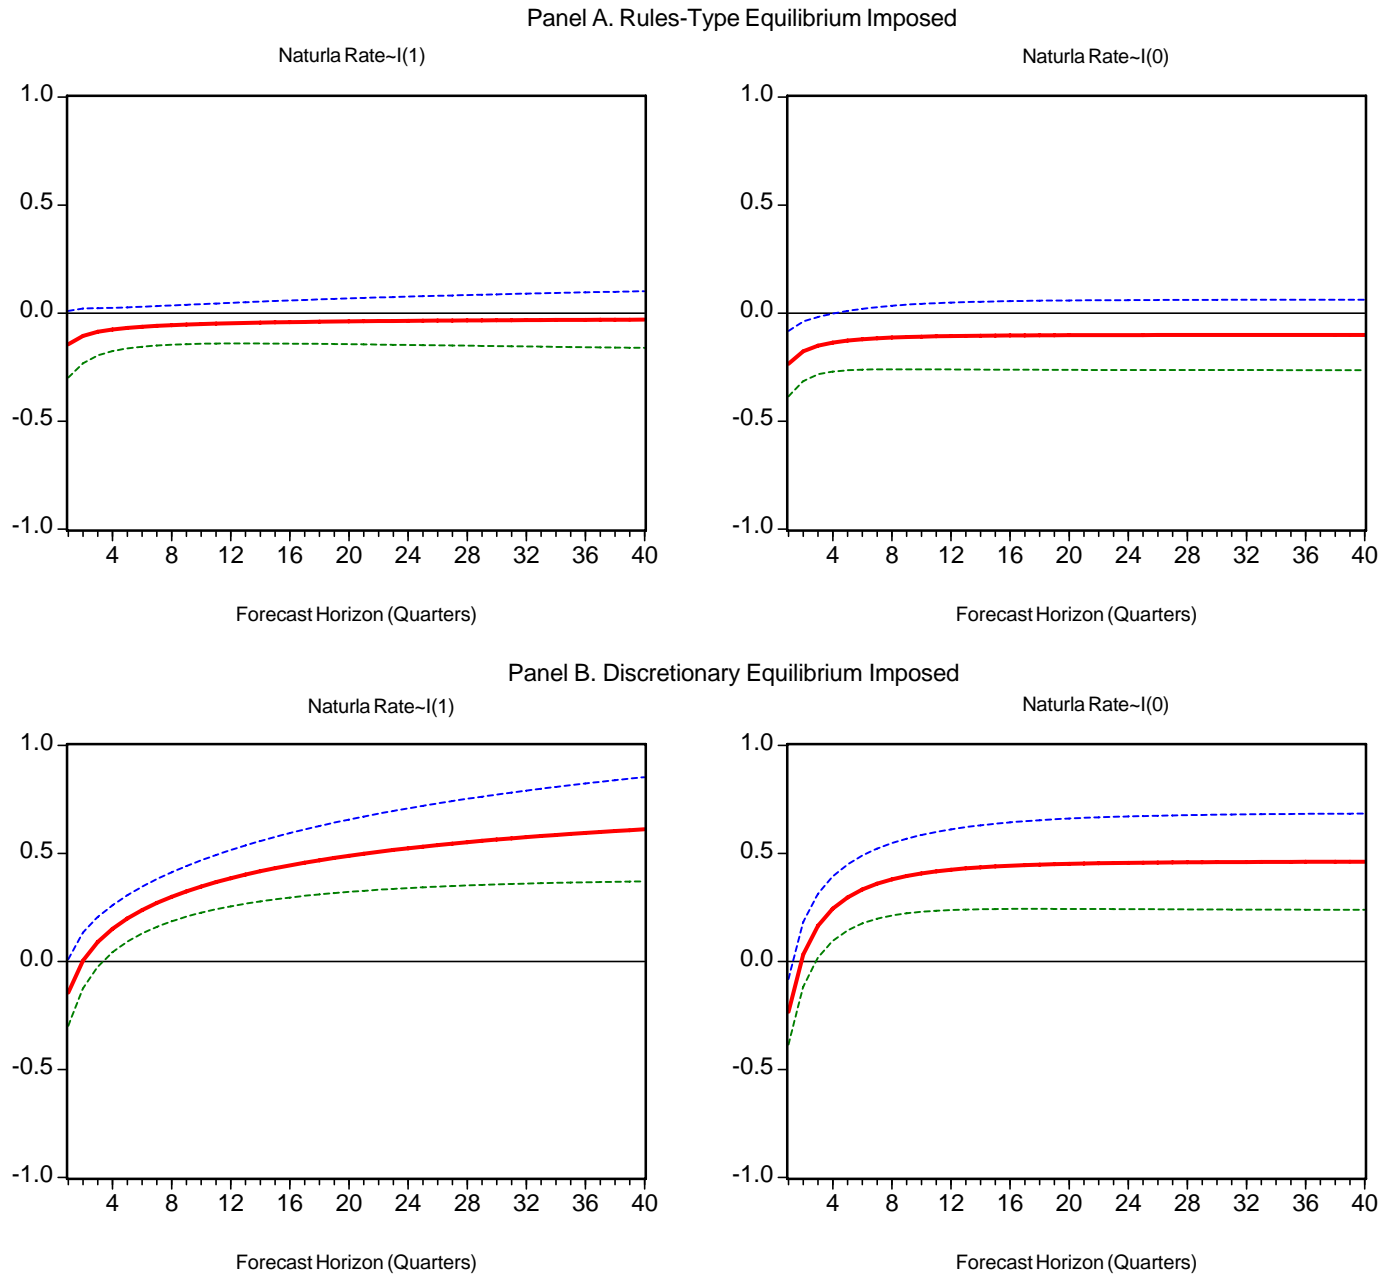 Panel A. Rules-Type Equilibrium Imposed
Naturla Rate~I(1)
Naturla Rate~I(0)
1.0
0.5
0.0
-0.5
-1.0
4 8 12 16 20 24 28 32 36 40
Forecast Horizon (Quarters)
1.0
0.5
0.0
-0.5
-1.0
4 8 12 16 20 24 28 32 36 40
Forecast Horizon (Quarters)
Panel B. Discretionary Equilibrium Imposed
Naturla Rate~I(1)
Naturla Rate~I(0)
1.0
0.5
0.0
-0.5
-1.0
4 8 12 16 20 24 28 32 36 40
Forecast Horizon (Quarters)
1.0
0.5
0.0
-0.5
-1.0
4 8 12 16 20 24 28 32 36 40
Forecast Horizon (Quarters)